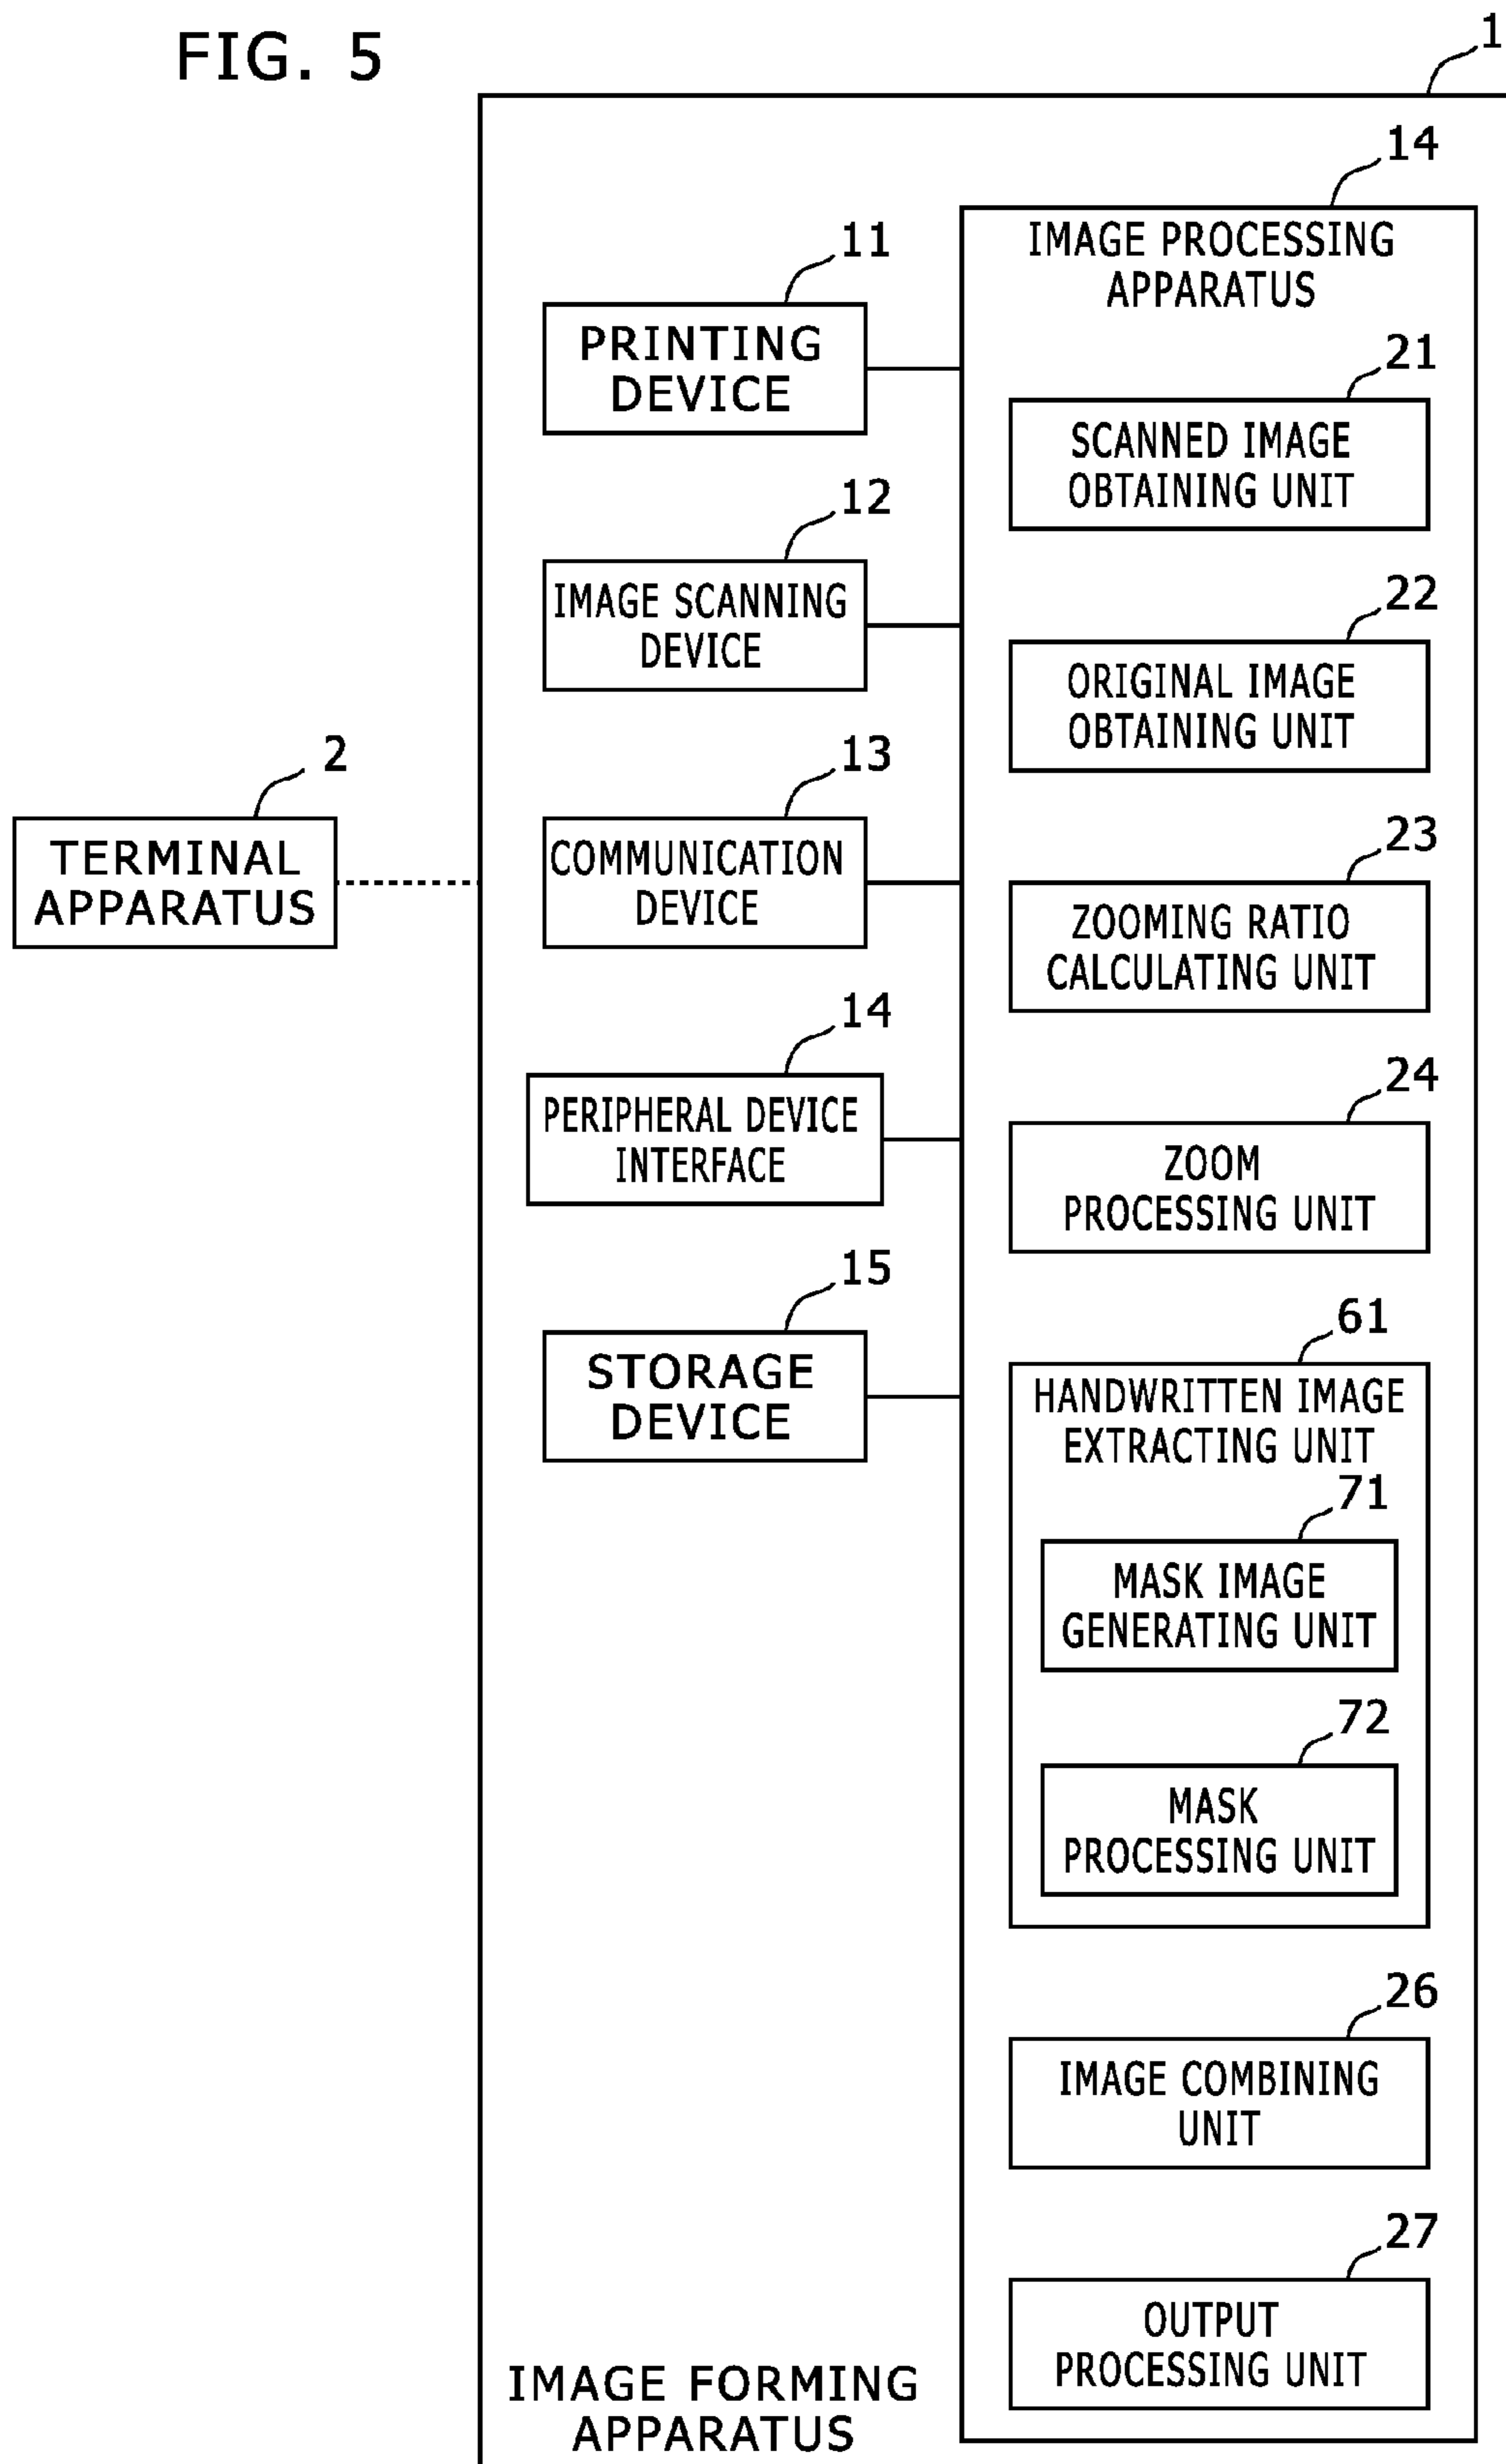 FIG. 5
1
2
TERMINAL
APPARATUS
11
PRINTING
DEVICE
12
IMAGE SCANNING
DEVICE
13
COMMUNICATION
DEVICE
14
PERIPHERAL DEVICE
INTERFACE
15
STORAGE
DEVICE
14
IMAGE PROCESSING
APPARATUS
21
SCANNED IMAGE
OBTAINING UNIT
22
ORIGINAL IMAGE
OBTAINING UNIT
23
ZOOMING RATIO
CALCULATING UNIT
24
ZOOM
PROCESSING UNIT
61
HANDWRITTEN IMAGE
EXTRACTING UNIT
71
MASK IMAGE
GENERATING UNIT
72
MASK
PROCESSING UNIT
26
IMAGE COMBINING
UNIT
27
OUTPUT
PROCESSING UNIT
IMAGE FORMING
APPARATUS